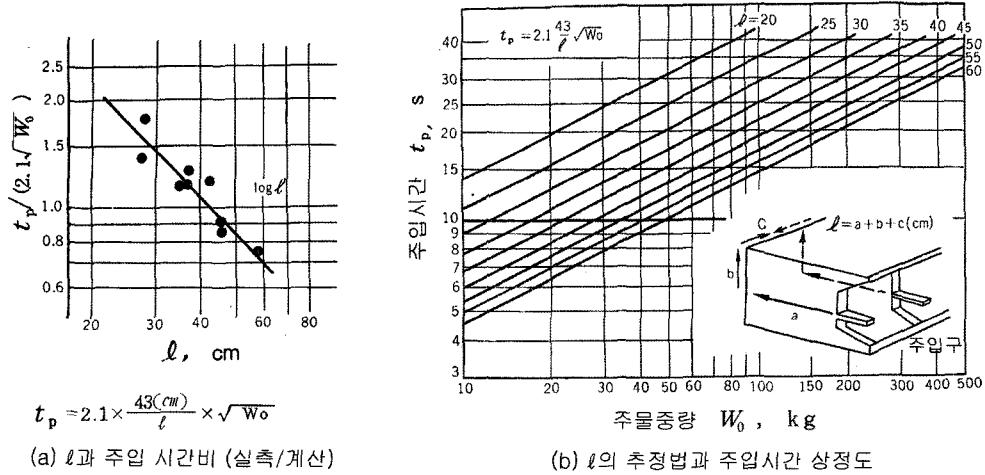 t_p/(2.1√W₀)
2.5
2.0
1.5
1.0
0.9
0.8
0.6
log ℓ
20 30 40 60 80
ℓ, cm
t_p = 2.1 × 43(cm)/ℓ × √Wo
(a) ℓ과 주입 시간비 (실측/계산)
t_p = 2.1 43/ℓ √Wo
ℓ=20 25 30 35 40 45
50
55
60
주입시간 t_p, s
40
30
25
20
15
10
9
8
7
6
5
4
3
C
ℓ=a+b+c(cm)
b
a
주입구
10 20 30 40 50 60 80 100 200 300 400 500
주물중량 W₀, kg
(b) ℓ의 추정법과 주입시간 상정도